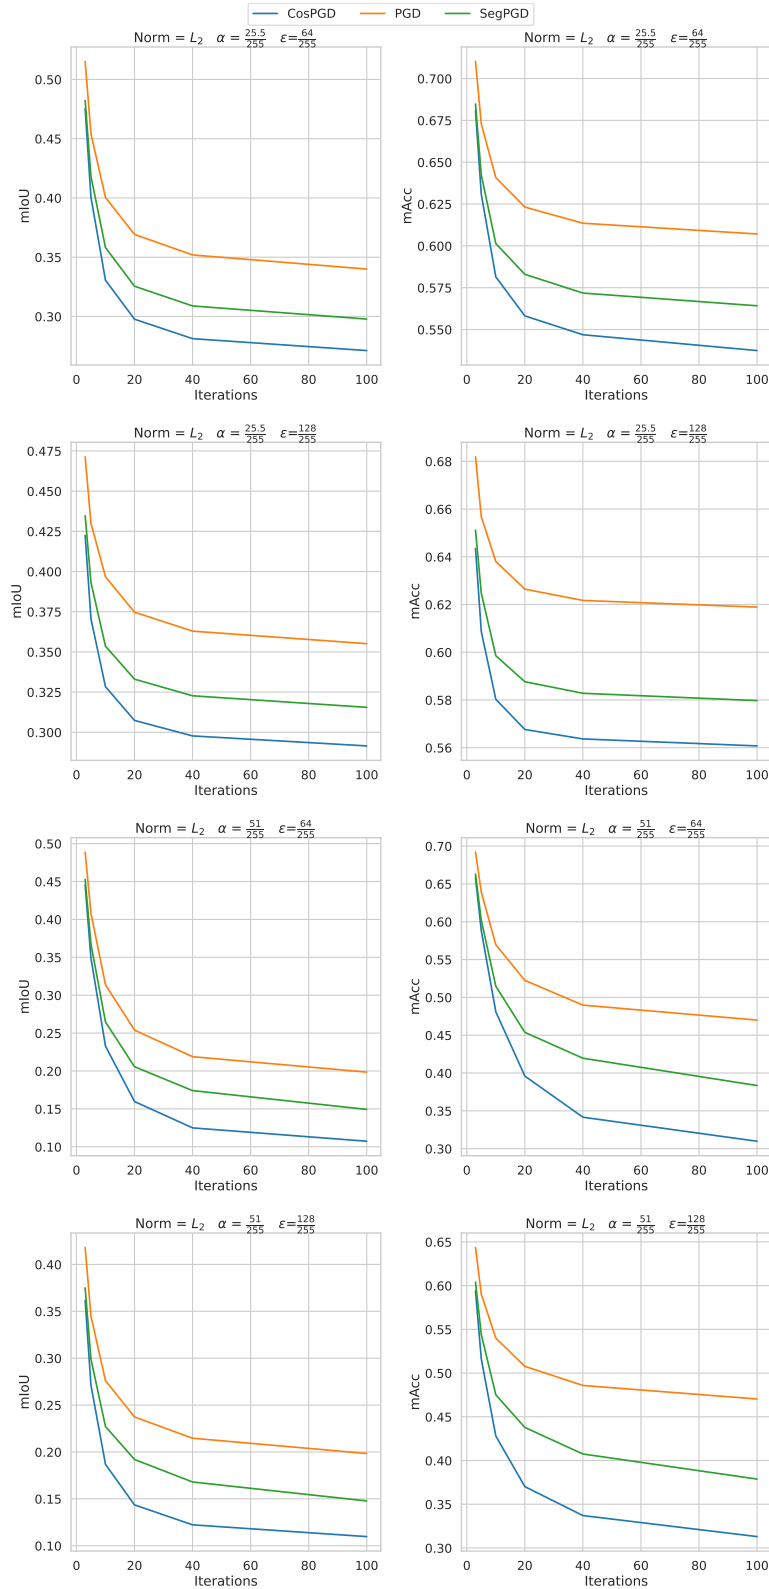 CosPGD PGD SegPGD
Norm = L₂ α = 25.5/255 ε=64/255
0.50
0.45
0.40
0.35
0.30
mIoU
0 20 40 60 80 100
Iterations
Norm = L₂ α = 25.5/255 ε=64/255
0.700
0.675
0.650
0.625
0.600
0.575
0.550
mAcc
0 20 40 60 80 100
Iterations
Norm = L₂ α = 25.5/255 ε=128/255
0.475
0.450
0.425
0.400
0.375
0.350
0.325
0.300
mIoU
0 20 40 60 80 100
Iterations
Norm = L₂ α = 25.5/255 ε=128/255
0.68
0.66
0.64
0.62
0.60
0.58
0.56
mAcc
0 20 40 60 80 100
Iterations
Norm = L₂ α = 51/255 ε=64/255
0.50
0.45
0.40
0.35
0.30
0.25
0.20
0.15
0.10
mIoU
0 20 40 60 80 100
Iterations
Norm = L₂ α = 51/255 ε=64/255
0.70
0.65
0.60
0.55
0.50
0.45
0.40
0.35
0.30
mAcc
0 20 40 60 80 100
Iterations
Norm = L₂ α = 51/255 ε=128/255
0.40
0.35
0.30
0.25
0.20
0.15
0.10
mIoU
0 20 40 60 80 100
Iterations
Norm = L₂ α = 51/255 ε=128/255
0.65
0.60
0.55
0.50
0.45
0.40
0.35
0.30
mAcc
0 20 40 60 80 100
Iterations